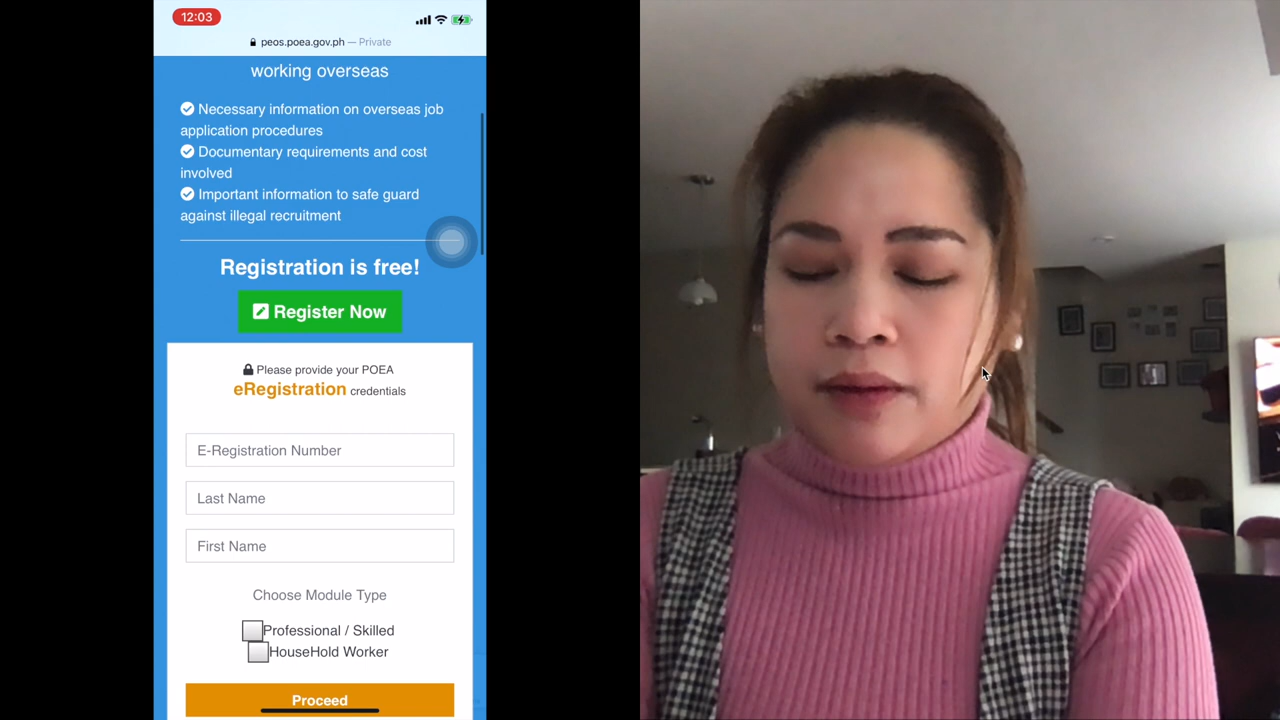 12:03
peos.poea.gov.ph — Private
working overseas
Necessary information on overseas job
application procedures
Documentary requirements and cost
involved
Important information to safe guard
against illegal recruitment
Registration is free!
Register Now
Please provide your POEA
eRegistration credentials
E-Registration Number
Last Name
First Name
Choose Module Type
Professional / Skilled
HouseHold Worker
Proceed